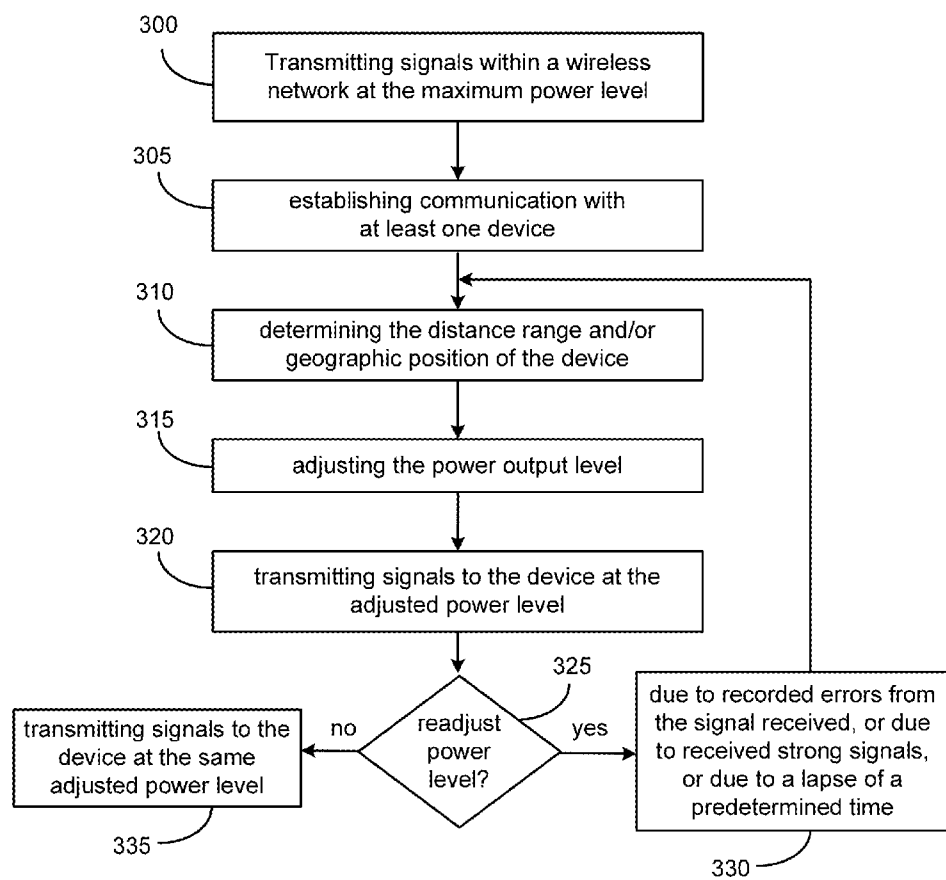 300
Transmitting signals within a wireless
network at the maximum power level
305
establishing communication with
at least one device
310
determining the distance range and/or
geographic position of the device
315
adjusting the power output level
320
transmitting signals to the device at the
adjusted power level
325
readjust
power
level?
no
yes
transmitting signals to the
device at the same
adjusted power level
335
due to recorded errors from
the signal received, or due
to received strong signals,
or due to a lapse of a
predetermined time
330